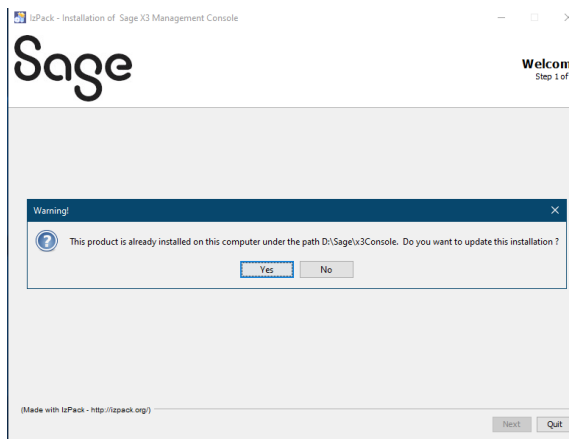 IzPack - Installation of Sage X3 Management Console
Sage
Welcom
Step 1 of
Warning!
This product is already installed on this computer under the path D:\Sage\x3Console. Do you want to update this installation ?
Yes
No
(Made with IzPack - http://izpack.org/)
Next
Quit